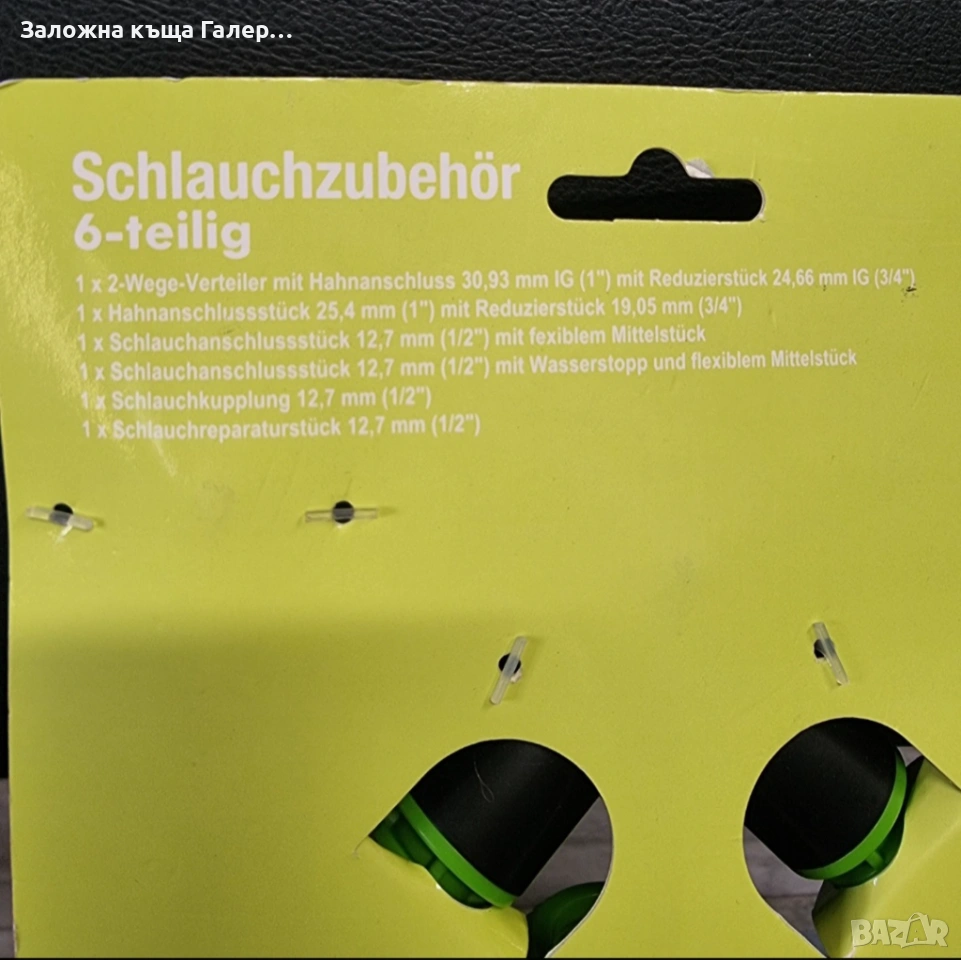 Заложна къща Галер...
Schlauchzubehör
6-teilig
1 x 2-Wege-Verteiler mit Hahnanschluss 30,93 mm IG (1") mit Reduzierstück 24,66 mm IG (3/4")
1 x Hahnanschlussstück 25,4 mm (1") mit Reduzierstück 19,05 mm (3/4")
1 x Schlauchanschlussstück 12,7 mm (1/2") mit fexiblem Mittelstück
1 x Schlauchanschlussstück 12,7 mm (1/2") mit Wasserstopp und flexiblem Mittelstück
1 x Schlauchkupplung 12,7 mm (1/2")
1 x Schlauchreparaturstück 12,7 mm (1/2")
BAZAR